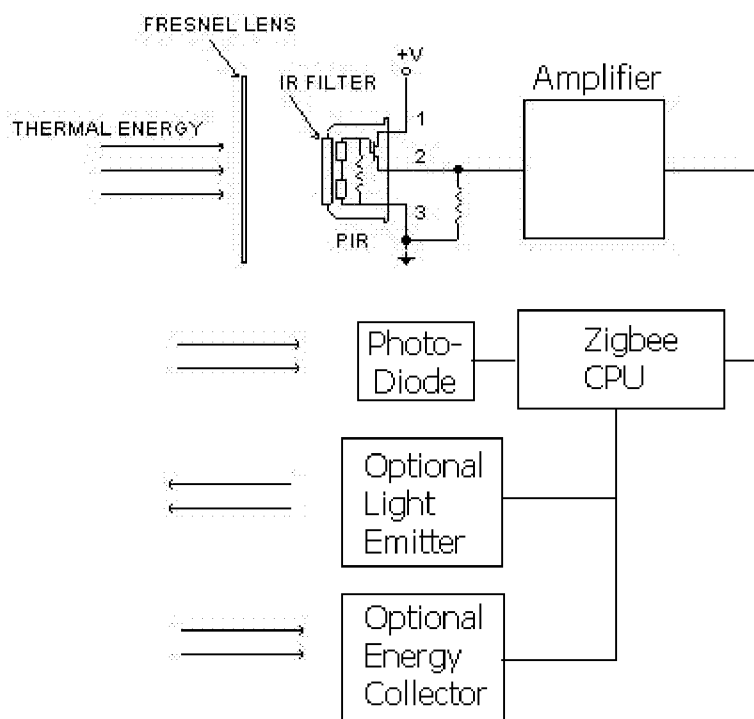 FRESNEL LENS
+V
IR FILTER
Amplifier
THERMAL ENERGY
1
2
3
PIR
Photo-
Diode
Zigbee
CPU
Optional
Light
Emitter
Optional
Energy
Collector